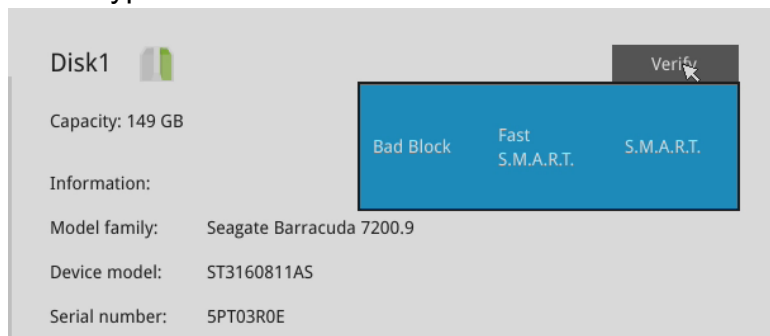 Disk1
Verify
Capacity: 149 GB
Bad Block
Fast
S.M.A.R.T.
S.M.A.R.T.
Information:
Model family: Seagate Barracuda 7200.9
Device model: ST3160811AS
Serial number: 5PT03R0E